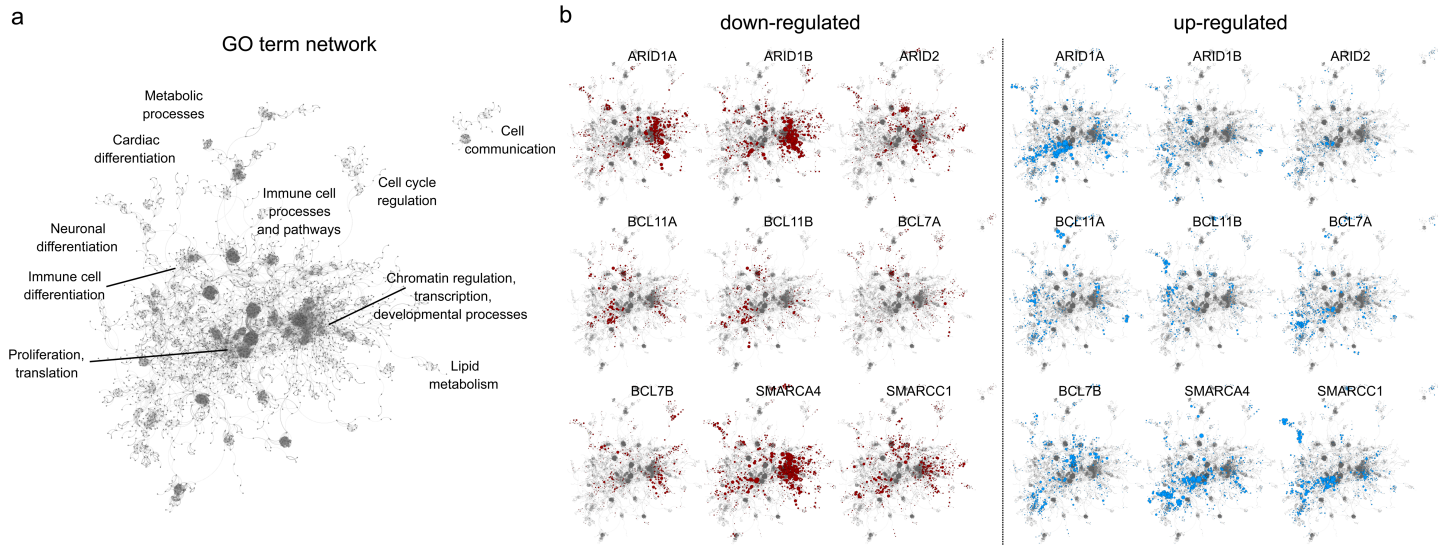 a
GO term network
Metabolic
processes
Cardiac
differentiation
Cell
communication
Immune cell
processes
and pathways
Cell cycle
regulation
Neuronal
differentiation
Immune cell
differentiation
Chromatin regulation,
transcription,
developmental processes
Proliferation,
translation
Lipid
metabolism
b
down-regulated
up-regulated
ARID1A
ARID1B
ARID2
ARID1A
ARID1B
ARID2
BCL11A
BCL11B
BCL7A
BCL11A
BCL11B
BCL7A
BCL7B
SMARCA4
SMARCC1
BCL7B
SMARCA4
SMARCC1